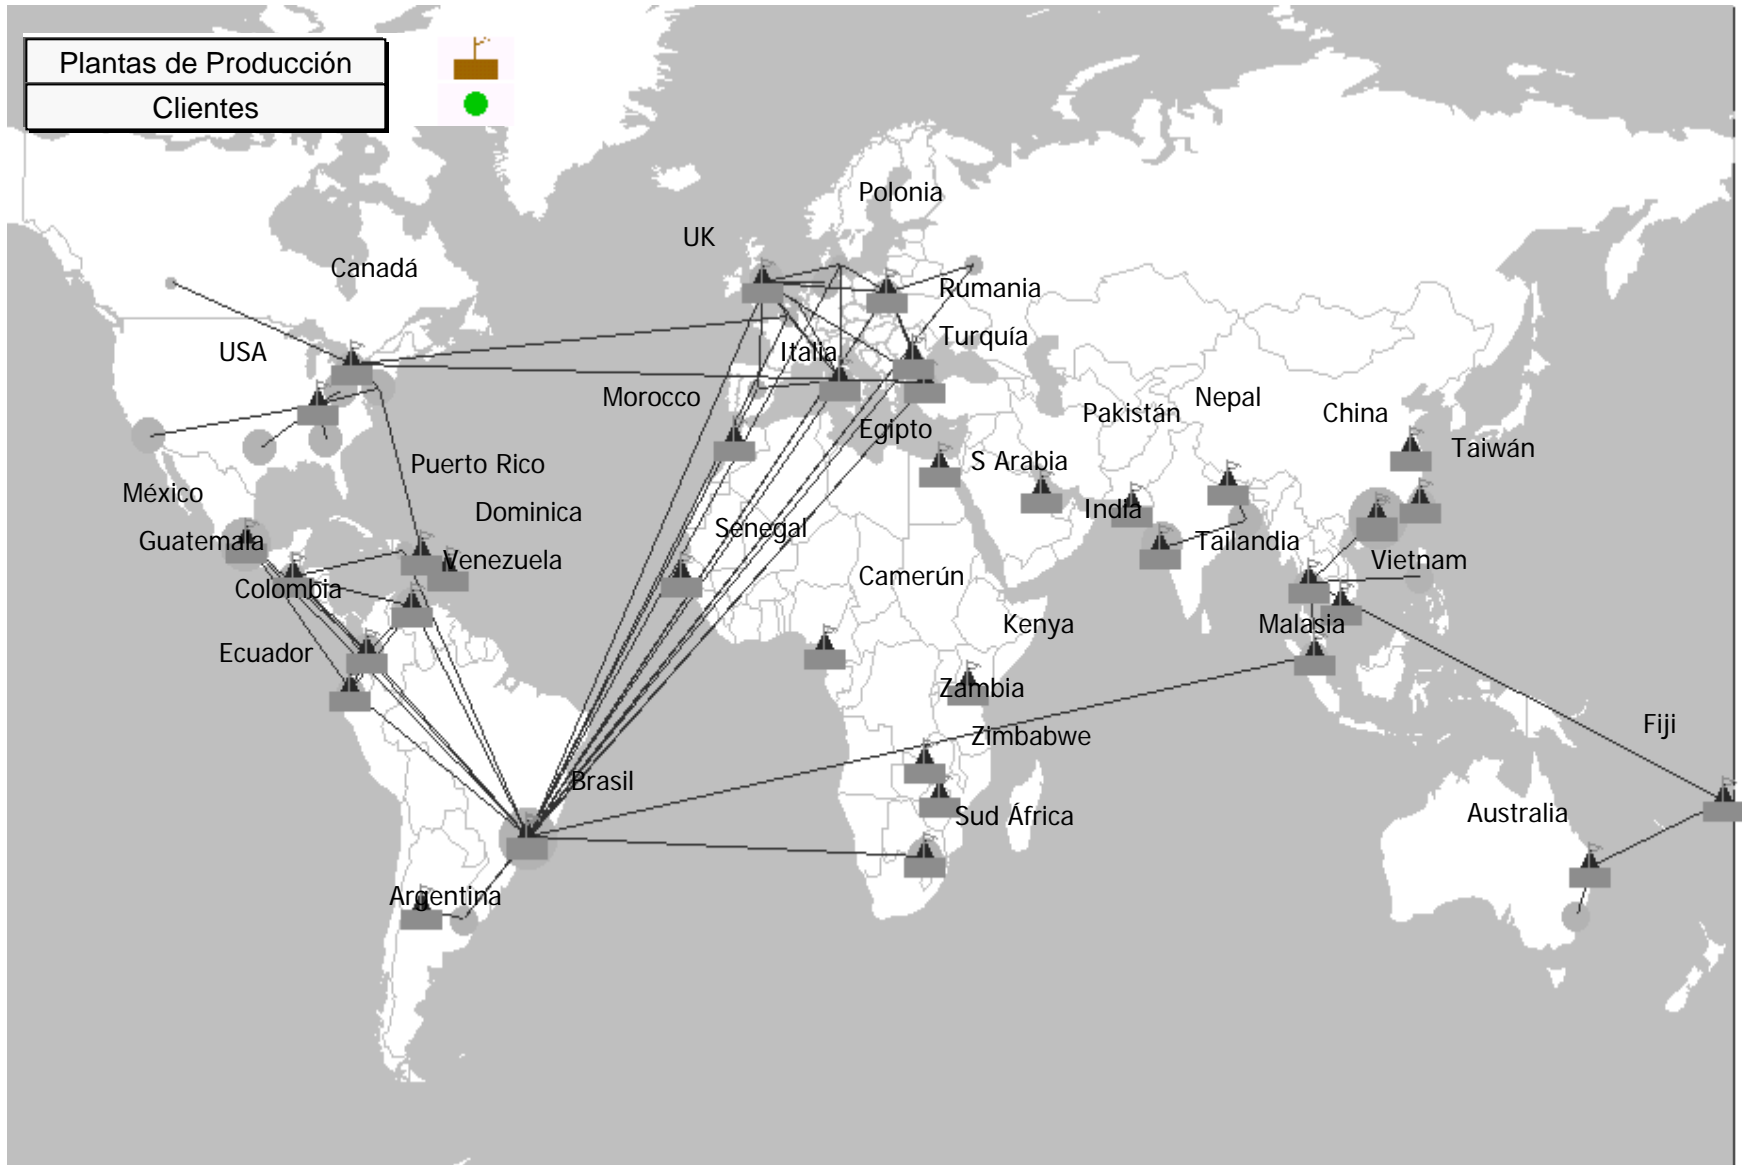 Plantas de Producción
Clientes
Polonia
UK
Canadá
Rumania
Turquía
USA
Italia
Morocco
Nepal
Pakistán
China
Egipto
Taiwán
S Arabia
Puerto Rico
México
Dominica
India
Senegal
Guatemala
Tailandia
Venezuela
Vietnam
Camerún
Colombia
Kenya
Malasia
Ecuador
Zambia
Fiji
Zimbabwe
Brasil
Australia
Sud África
Argentina